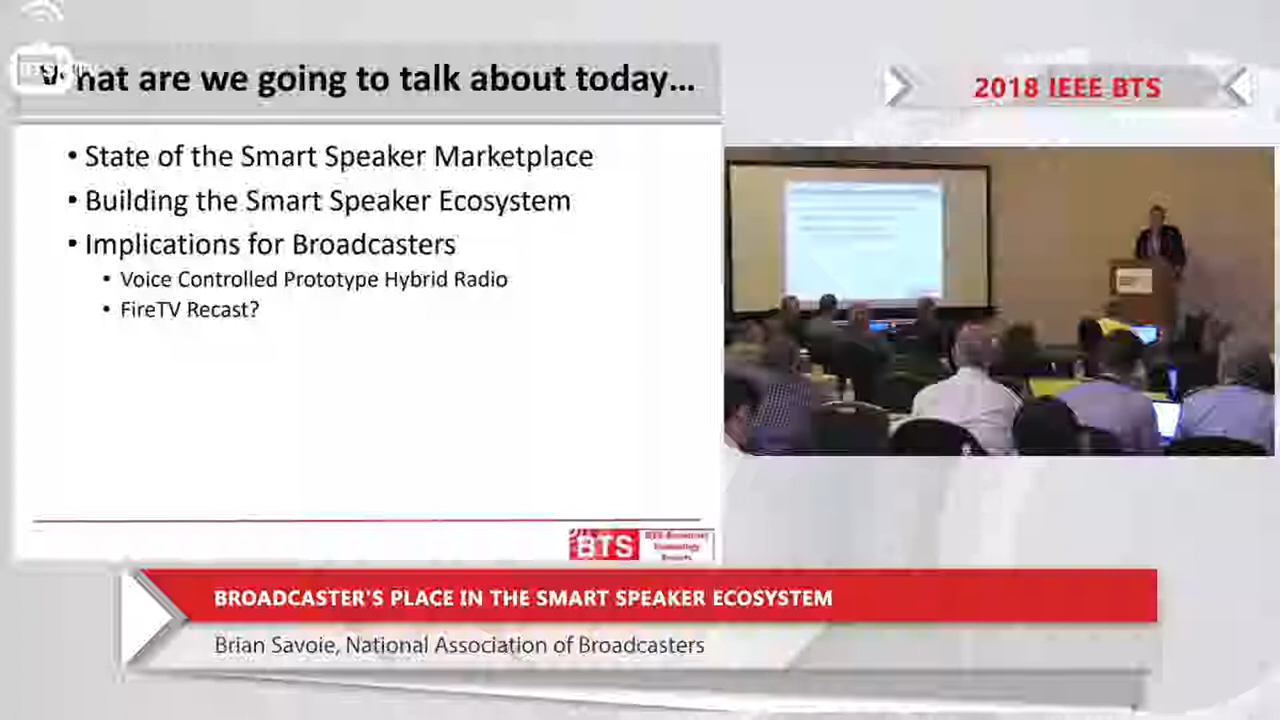 What are we going to talk about today...
2018 IEEE BTS
• State of the Smart Speaker Marketplace
• Building the Smart Speaker Ecosystem
• Implications for Broadcasters
• Voice Controlled Prototype Hybrid Radio
• FireTV Recast?
BTS
BROADCASTER'S PLACE IN THE SMART SPEAKER ECOSYSTEM
Brian Savoie, National Association of Broadcasters